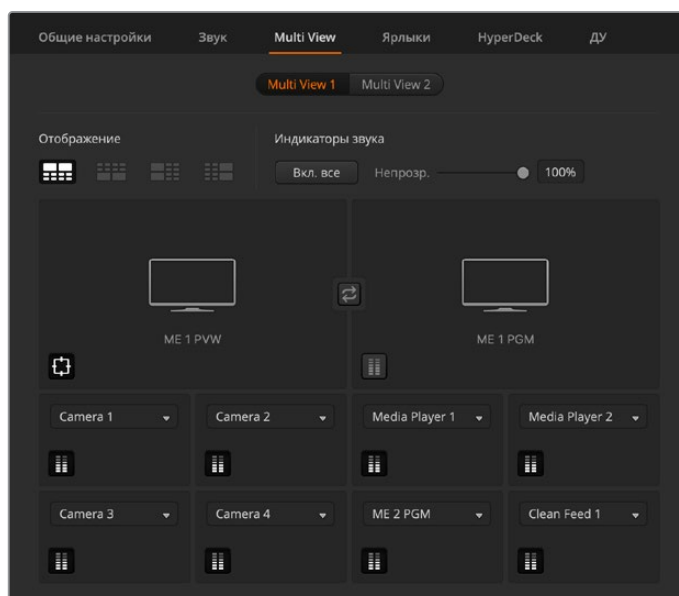 Общие настройки Звук Multi View Ярлыки HyperDeck ДУ
Multi View 1 Multi View 2
Отображение Индикаторы звука
Вкл. все Непрозр. 100%
ME 1 PVW ME 1 PGM
Camera 1 Camera 2 Media Player 1 Media Player 2
Camera 3 Camera 4 ME 2 PGM Clean Feed 1